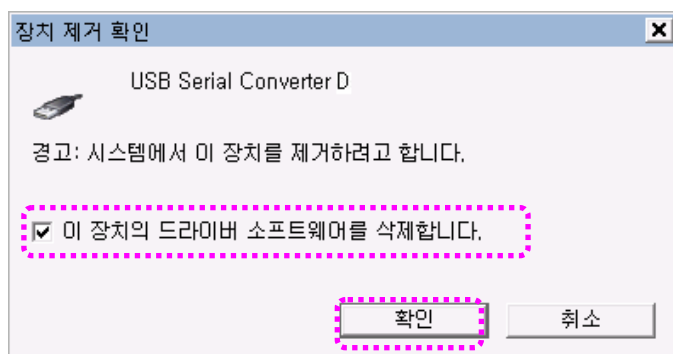 장치 제거 확인
USB Serial Converter D
경고: 시스템에서 이 장치를 제거하려고 합니다.
이 장치의 드라이버 소프트웨어를 삭제합니다.
확인 취소